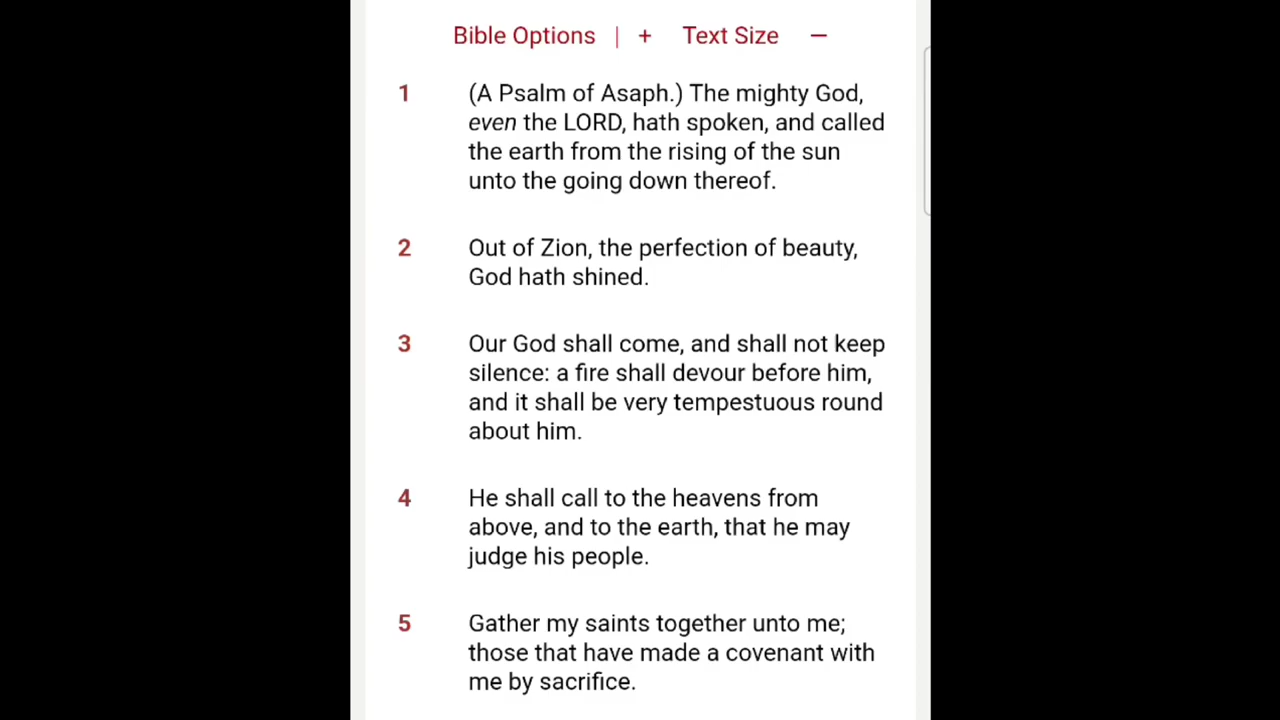 Bible Options | + Text Size −
1 (A Psalm of Asaph.) The mighty God,
even the LORD, hath spoken, and called
the earth from the rising of the sun
unto the going down thereof.
2 Out of Zion, the perfection of beauty,
God hath shined.
3 Our God shall come, and shall not keep
silence: a fire shall devour before him,
and it shall be very tempestuous round
about him.
4 He shall call to the heavens from
above, and to the earth, that he may
judge his people.
5 Gather my saints together unto me;
those that have made a covenant with
me by sacrifice.